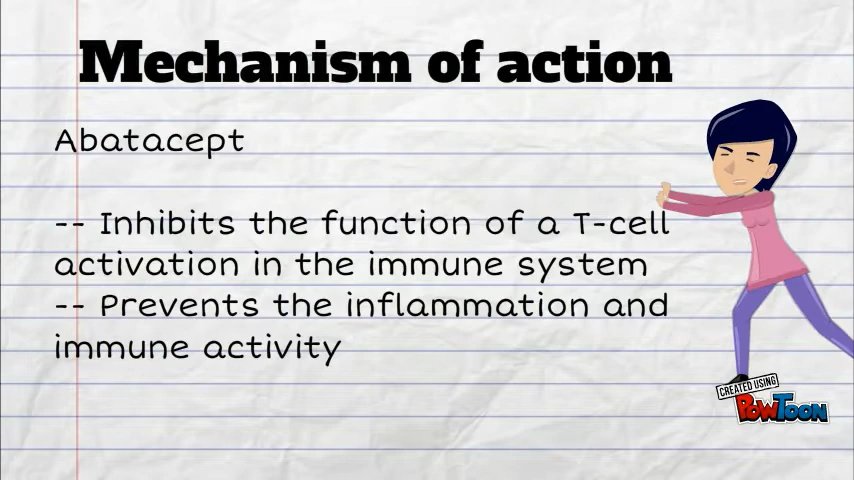 Mechanism of action
Abatacept
-- Inhibits the function of a T-cell
activation in the immune system
-- Prevents the inflammation and
immune activity
CREATED USING
POWTOON